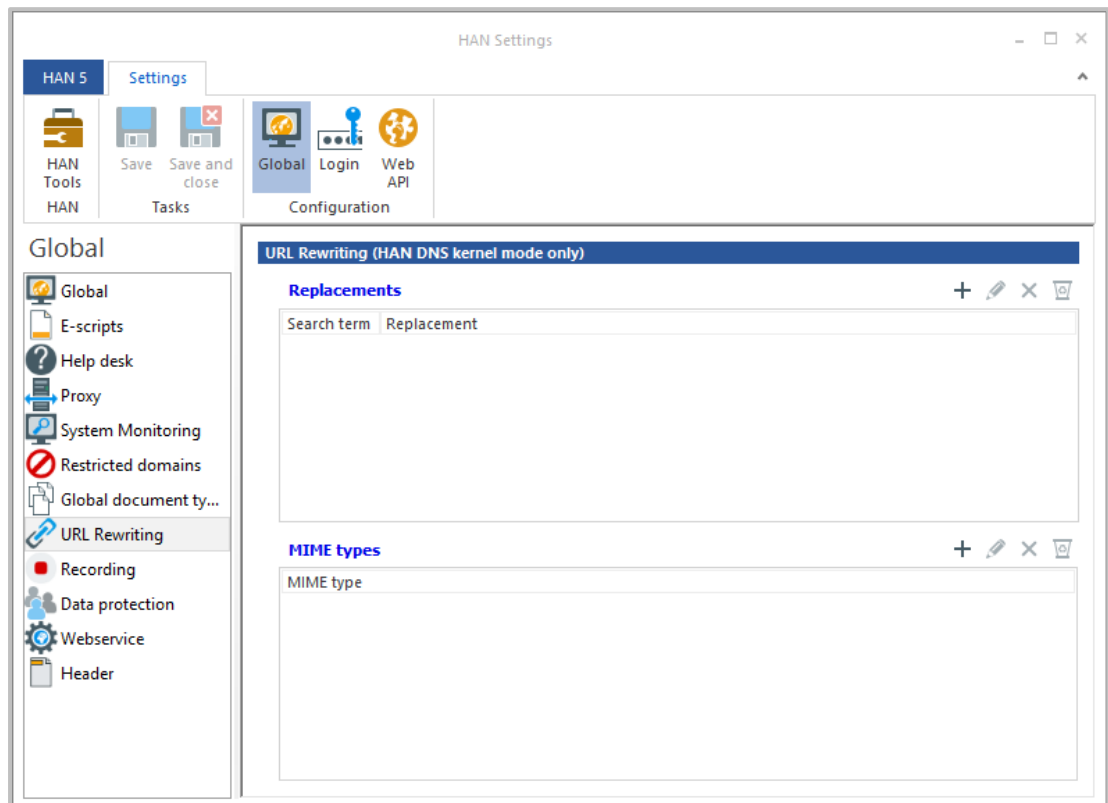 HAN Settings
HAN 5 Settings
HAN Tools
Save
Save and close
Global
Login
Web API
HAN
Tasks
Configuration
Global
Global
E-scripts
Help desk
Proxy
System Monitoring
Restricted domains
Global document ty...
URL Rewriting
Recording
Data protection
Webservice
Header
URL Rewriting (HAN DNS kernel mode only)
Replacements
Search term Replacement
MIME types
MIME type